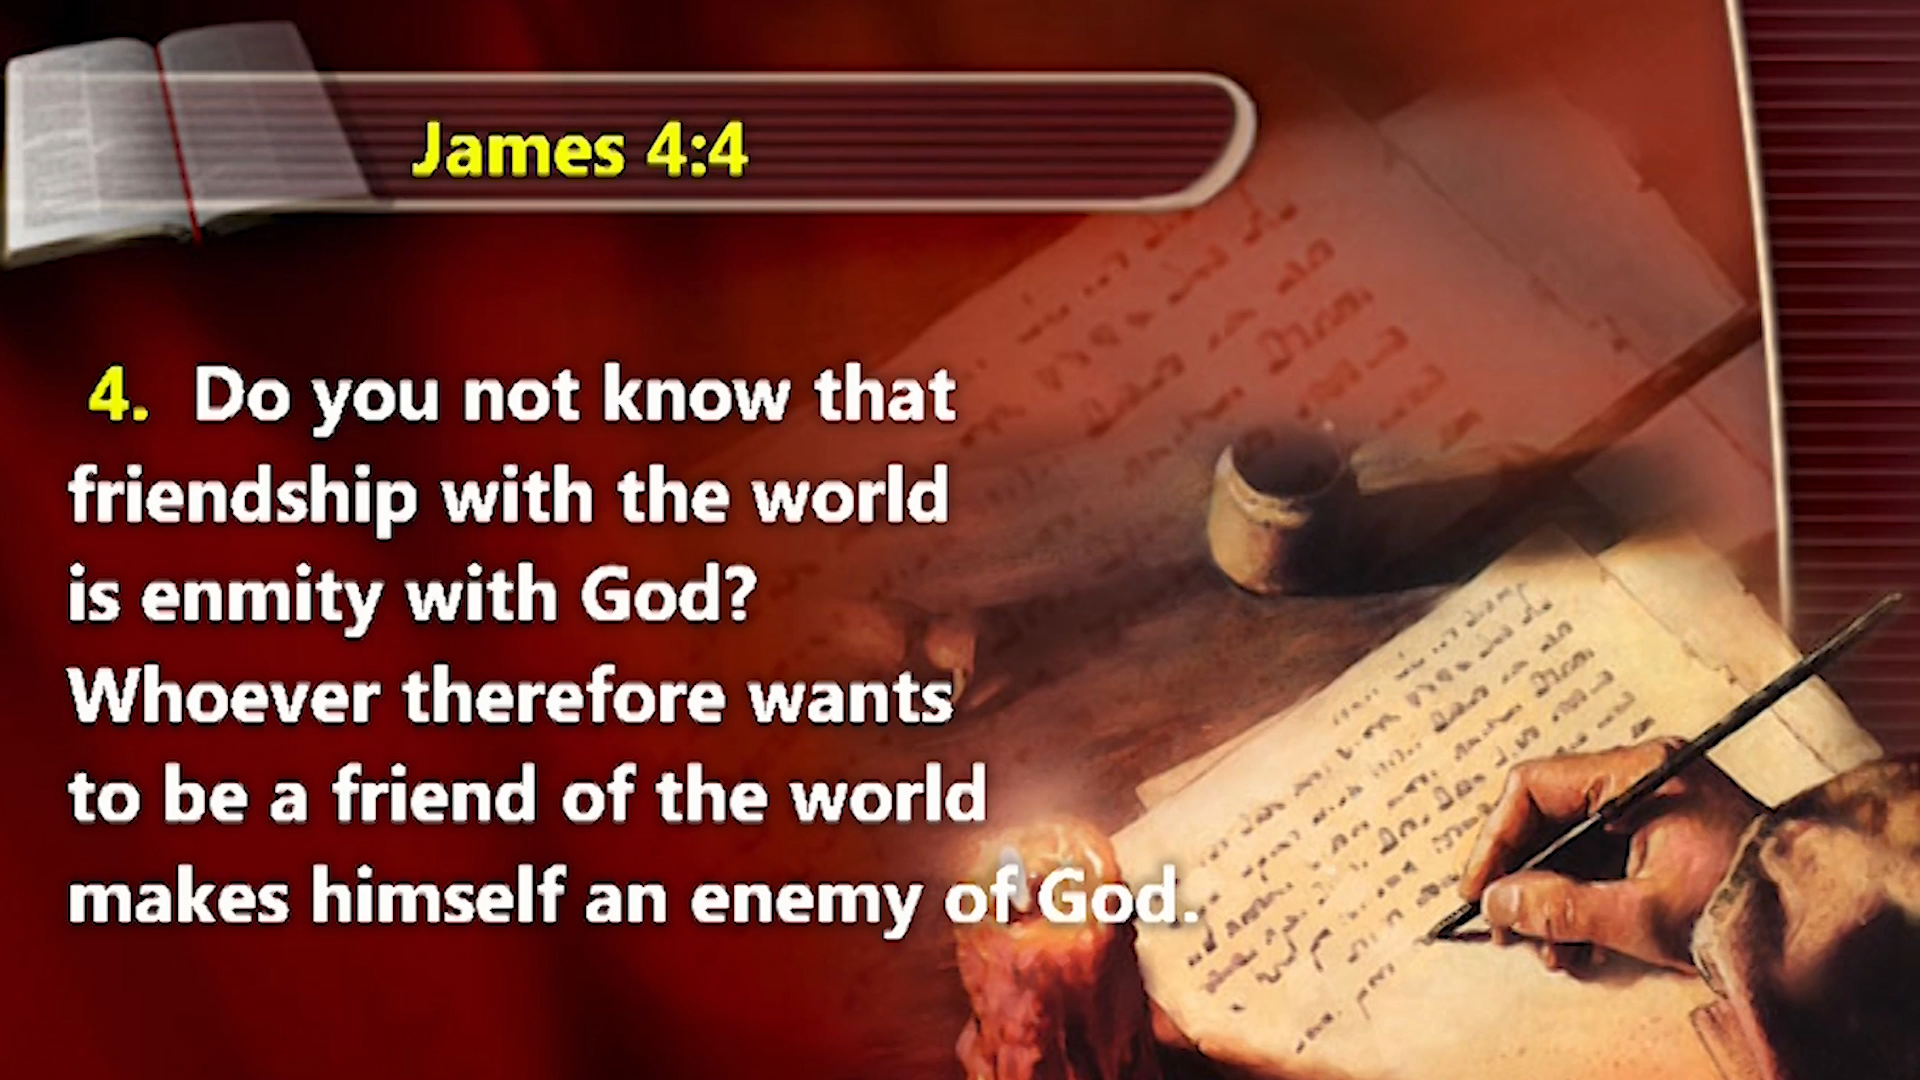 James 4:4
4. Do you not know that
friendship with the world
is enmity with God?
Whoever therefore wants
to be a friend of the world
makes himself an enemy of God.